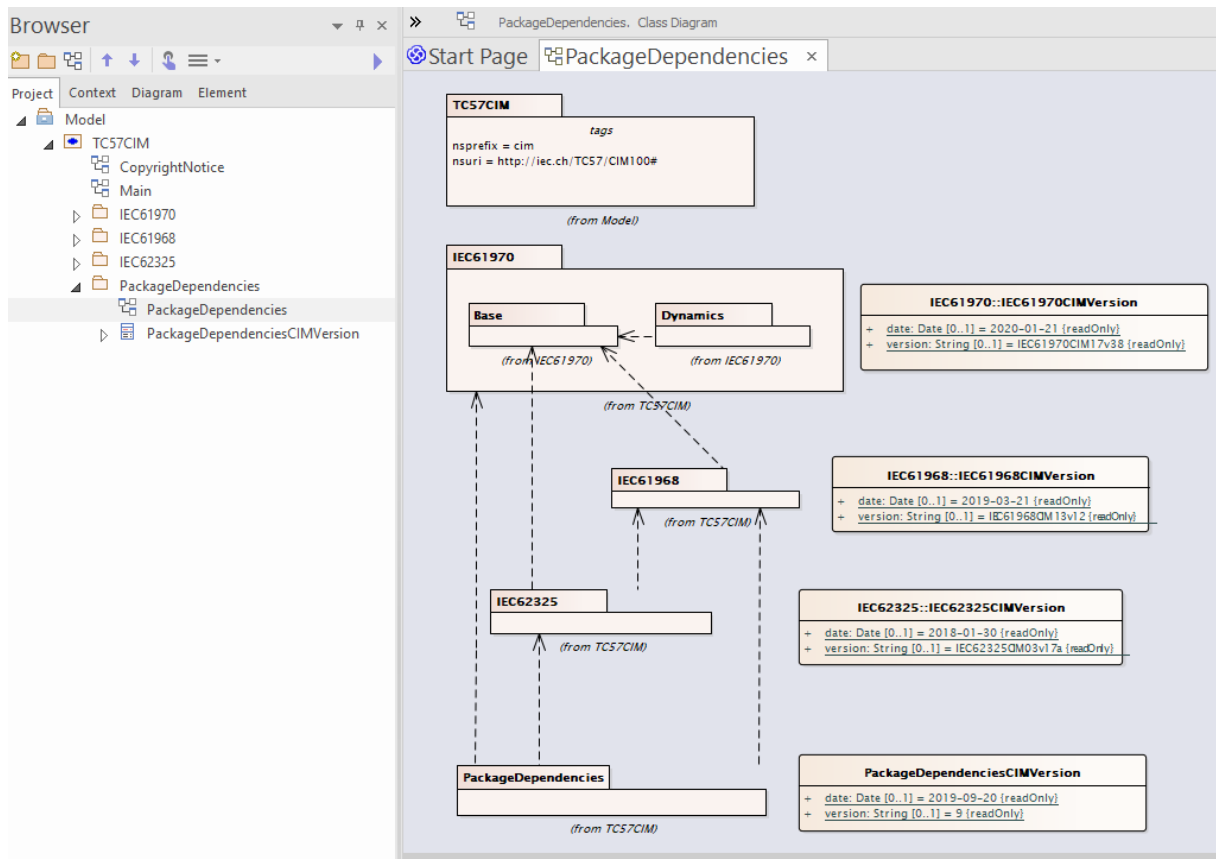 Browser
Project Context Diagram Element
Model
TC57CIM
CopyrightNotice
Main
IEC61970
IEC61968
IEC62325
PackageDependencies
PackageDependencies
PackageDependenciesCIMVersion
PackageDependencies. Class Diagram
Start Page PackageDependencies ×
TC57CIM
tags
nsprefix = cim
nsuri = http://iec.ch/TC57/CIM100#
(from Model)
IEC61970
Base
(from IEC61970)
Dynamics
(from IEC61970)
(from TC57CIM)
IEC61970::IEC61970CIMVersion
+ date: Date [0..1] = 2020-01-21 {readOnly}
+ version: String [0..1] = IEC61970CIM17v38 {readOnly}
IEC61968
(from TC57CIM)
IEC61968::IEC61968CIMVersion
+ date: Date [0..1] = 2019-03-21 {readOnly}
+ version: String [0..1] = IEC61968CIM13v12 {readOnly}
IEC62325
(from TC57CIM)
IEC62325::IEC62325CIMVersion
+ date: Date [0..1] = 2018-01-30 {readOnly}
+ version: String [0..1] = IEC62325CIM03v17a {readOnly}
PackageDependencies
(from TC57CIM)
PackageDependenciesCIMVersion
+ date: Date [0..1] = 2019-09-20 {readOnly}
+ version: String [0..1] = 9 {readOnly}